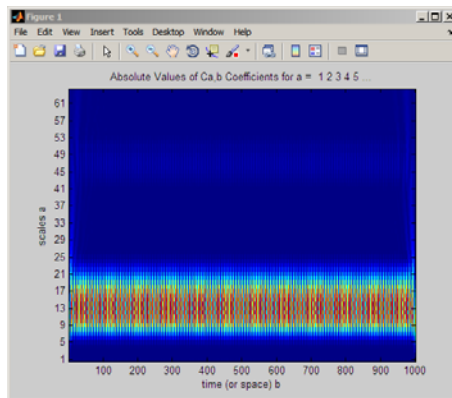 Figure 1
File Edit View Insert Tools Desktop Window Help
Absolute Values of Ca,b Coefficients for a = 1 2 3 4 5 ...
scales a
61
57
53
49
45
41
37
33
29
25
21
17
13
9
5
1
100 200 300 400 500 600 700 800 900 1000
time (or space) b